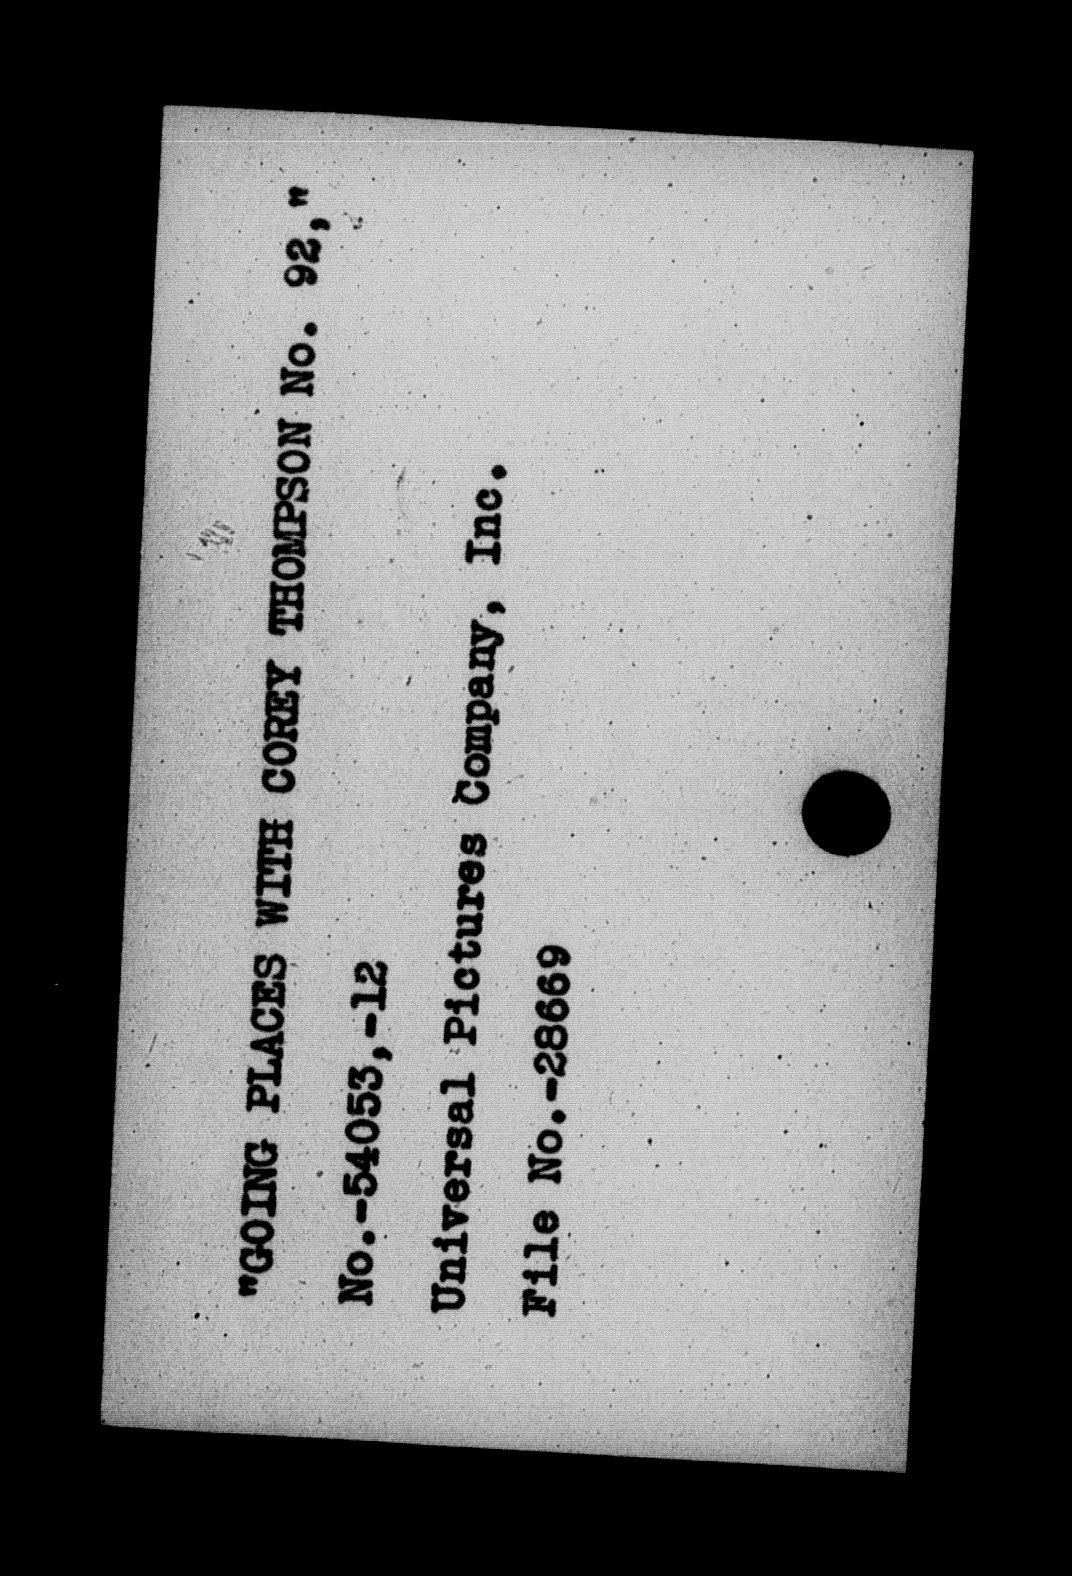 "GOING PLACES WITH COREY THOMPSON No. 92,"
No.-54053,-12
Universal Pictures Company, Inc.
File No.-28669